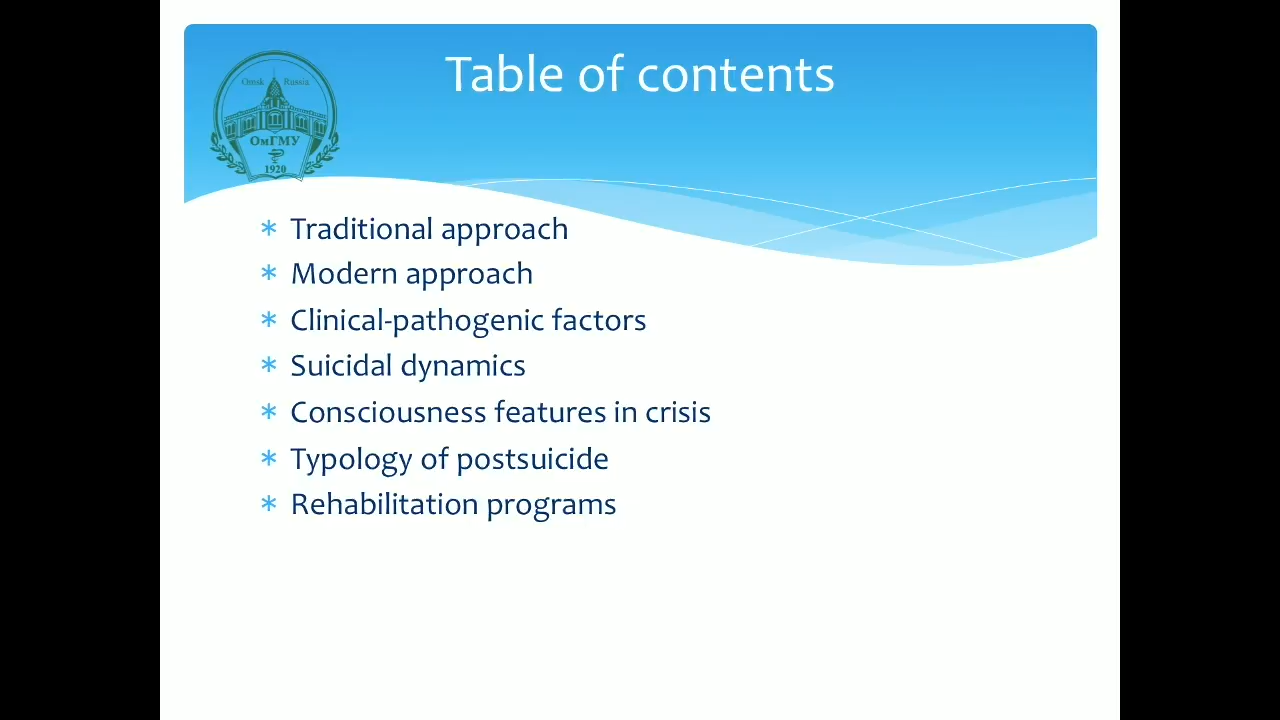 Table of contents
Omsk Russia
ОмГМУ
1920
* Traditional approach
* Modern approach
* Clinical-pathogenic factors
* Suicidal dynamics
* Consciousness features in crisis
* Typology of postsuicide
* Rehabilitation programs